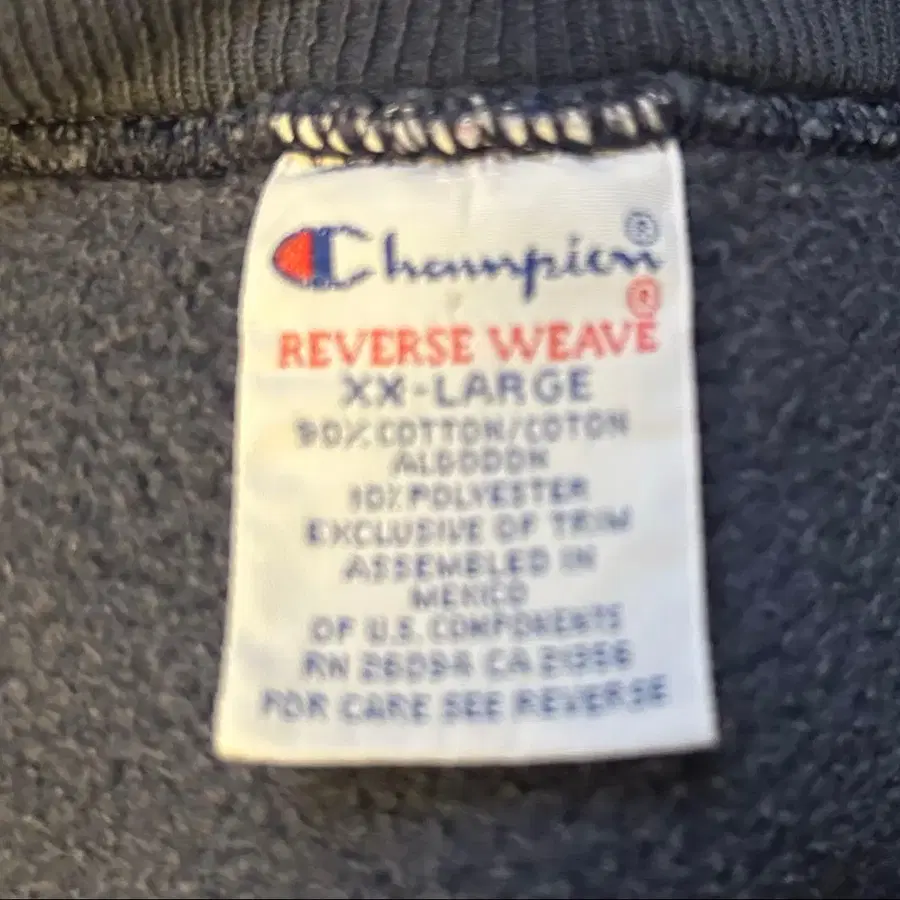 Champion®
®
REVERSE WEAVE
XX-LARGE
90% COTTON/COTON
ALGODON
10% POLYESTER
EXCLUSIVE OF TRIM
ASSEMBLED IN
MEXICO
OF U.S. COMPONENTS
RN 26094 CA 21356
FOR CARE SEE REVERSE